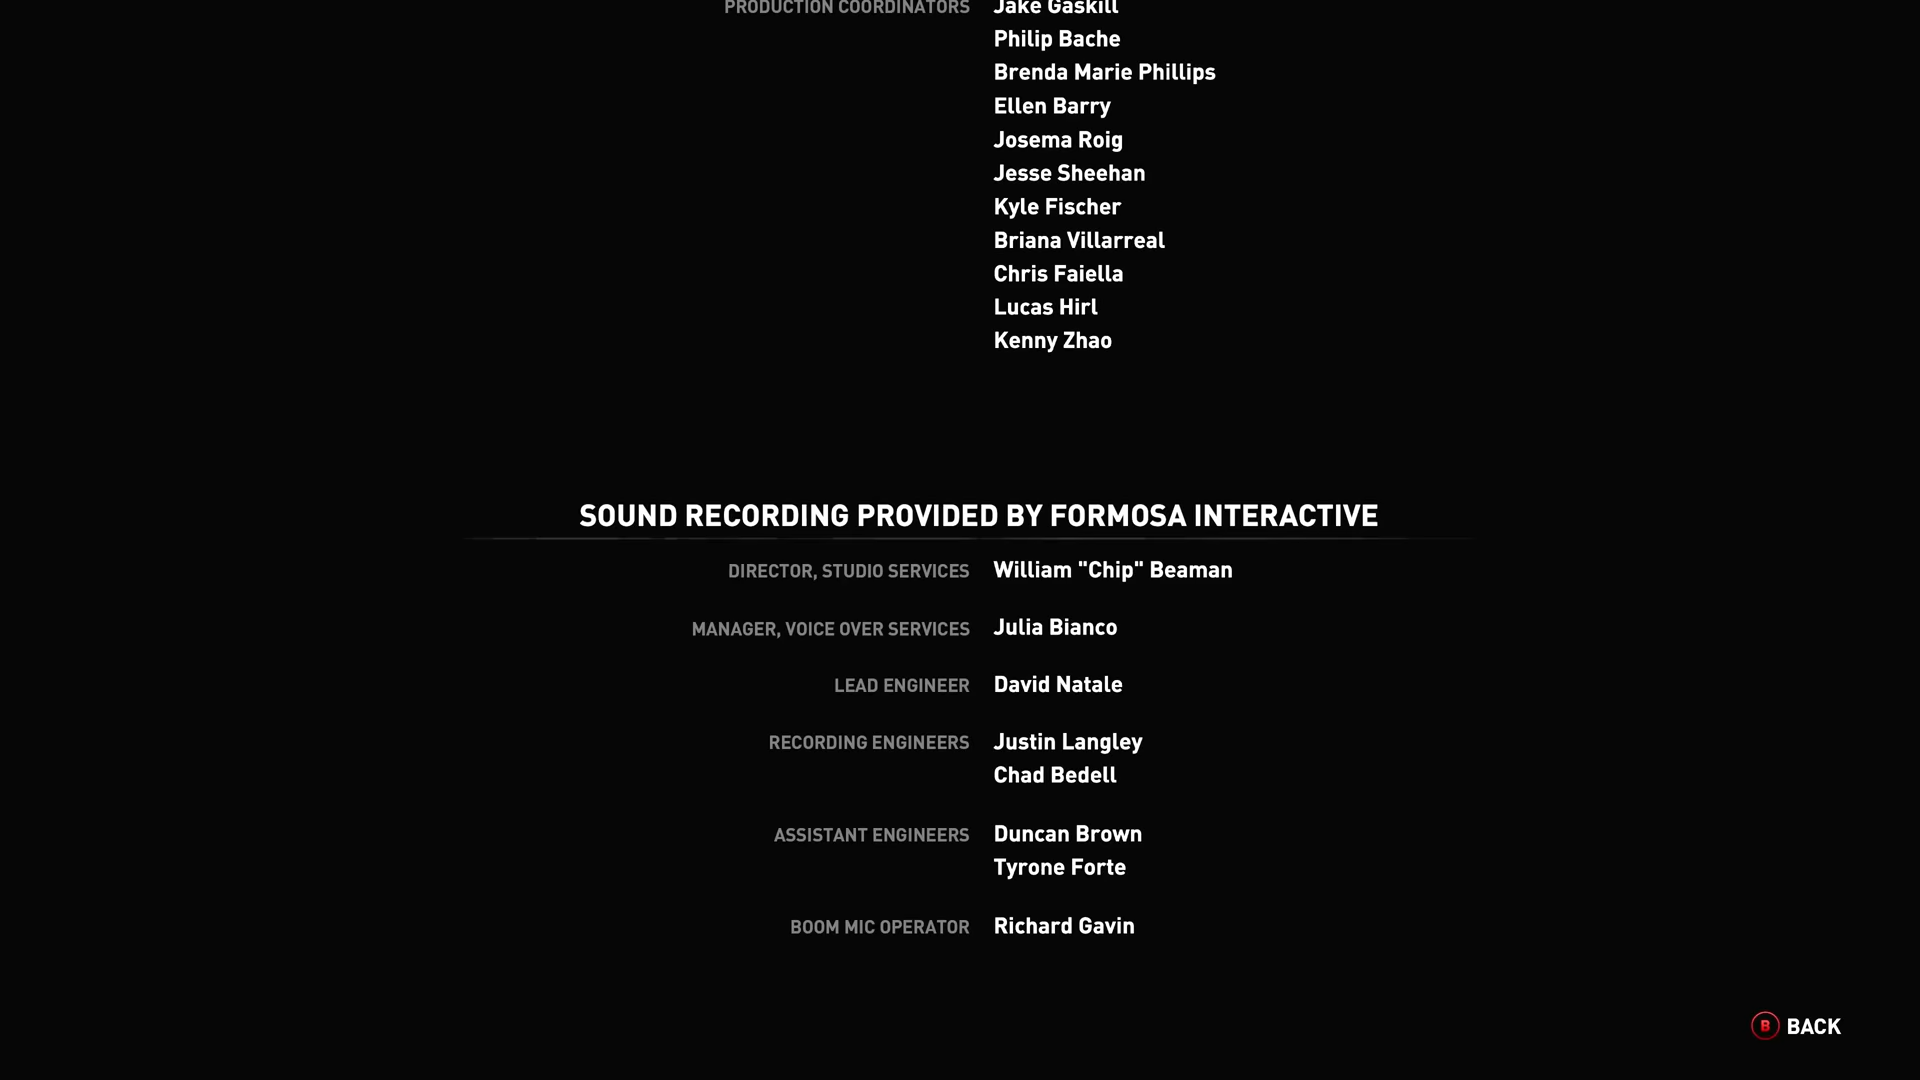 PRODUCTION COORDINATORS Jake Gaskill
Philip Bache
Brenda Marie Phillips
Ellen Barry
Josema Roig
Jesse Sheehan
Kyle Fischer
Briana Villarreal
Chris Faiella
Lucas Hirl
Kenny Zhao
SOUND RECORDING PROVIDED BY FORMOSA INTERACTIVE
DIRECTOR, STUDIO SERVICES William "Chip" Beaman
MANAGER, VOICE OVER SERVICES Julia Bianco
LEAD ENGINEER David Natale
RECORDING ENGINEERS Justin Langley
Chad Bedell
ASSISTANT ENGINEERS Duncan Brown
Tyrone Forte
BOOM MIC OPERATOR Richard Gavin
B BACK